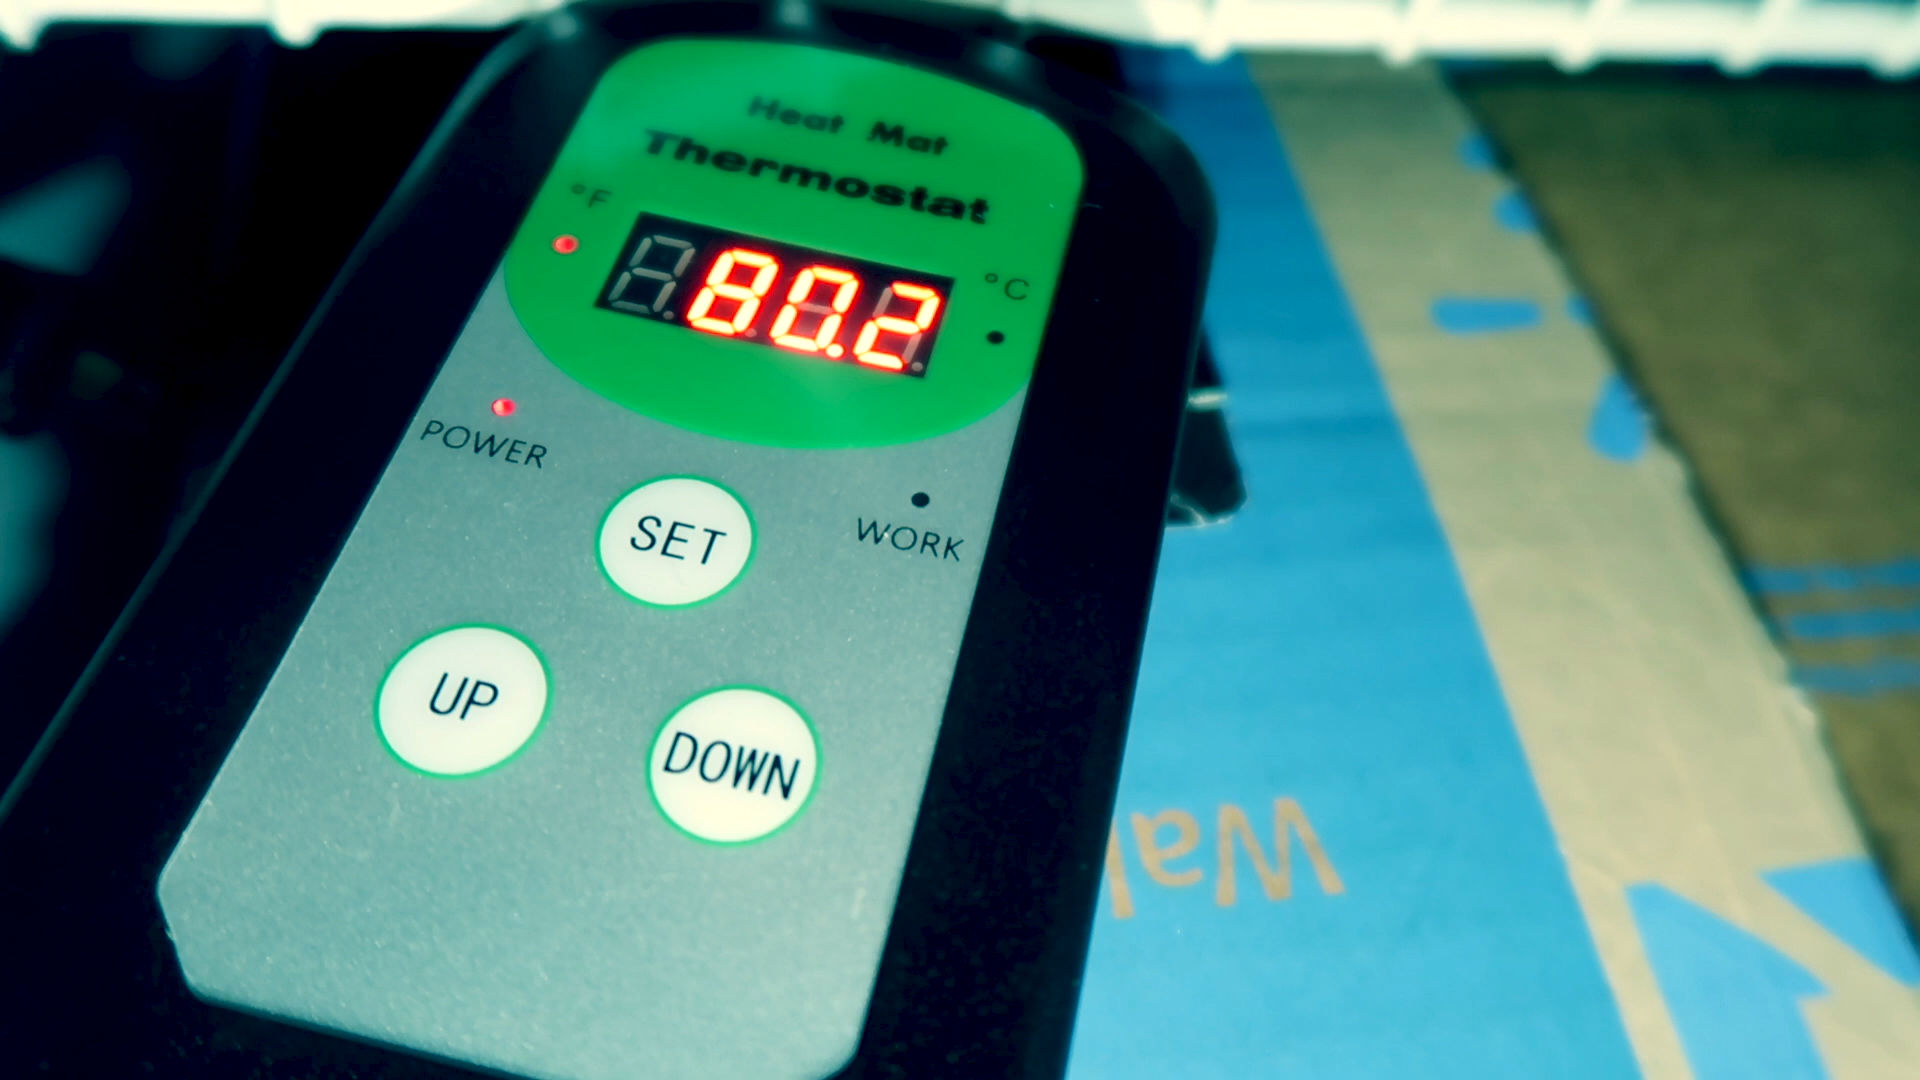 Heat Mat
Thermostat
°F
80.2
°C
POWER
SET
WORK
UP
DOWN
Wal